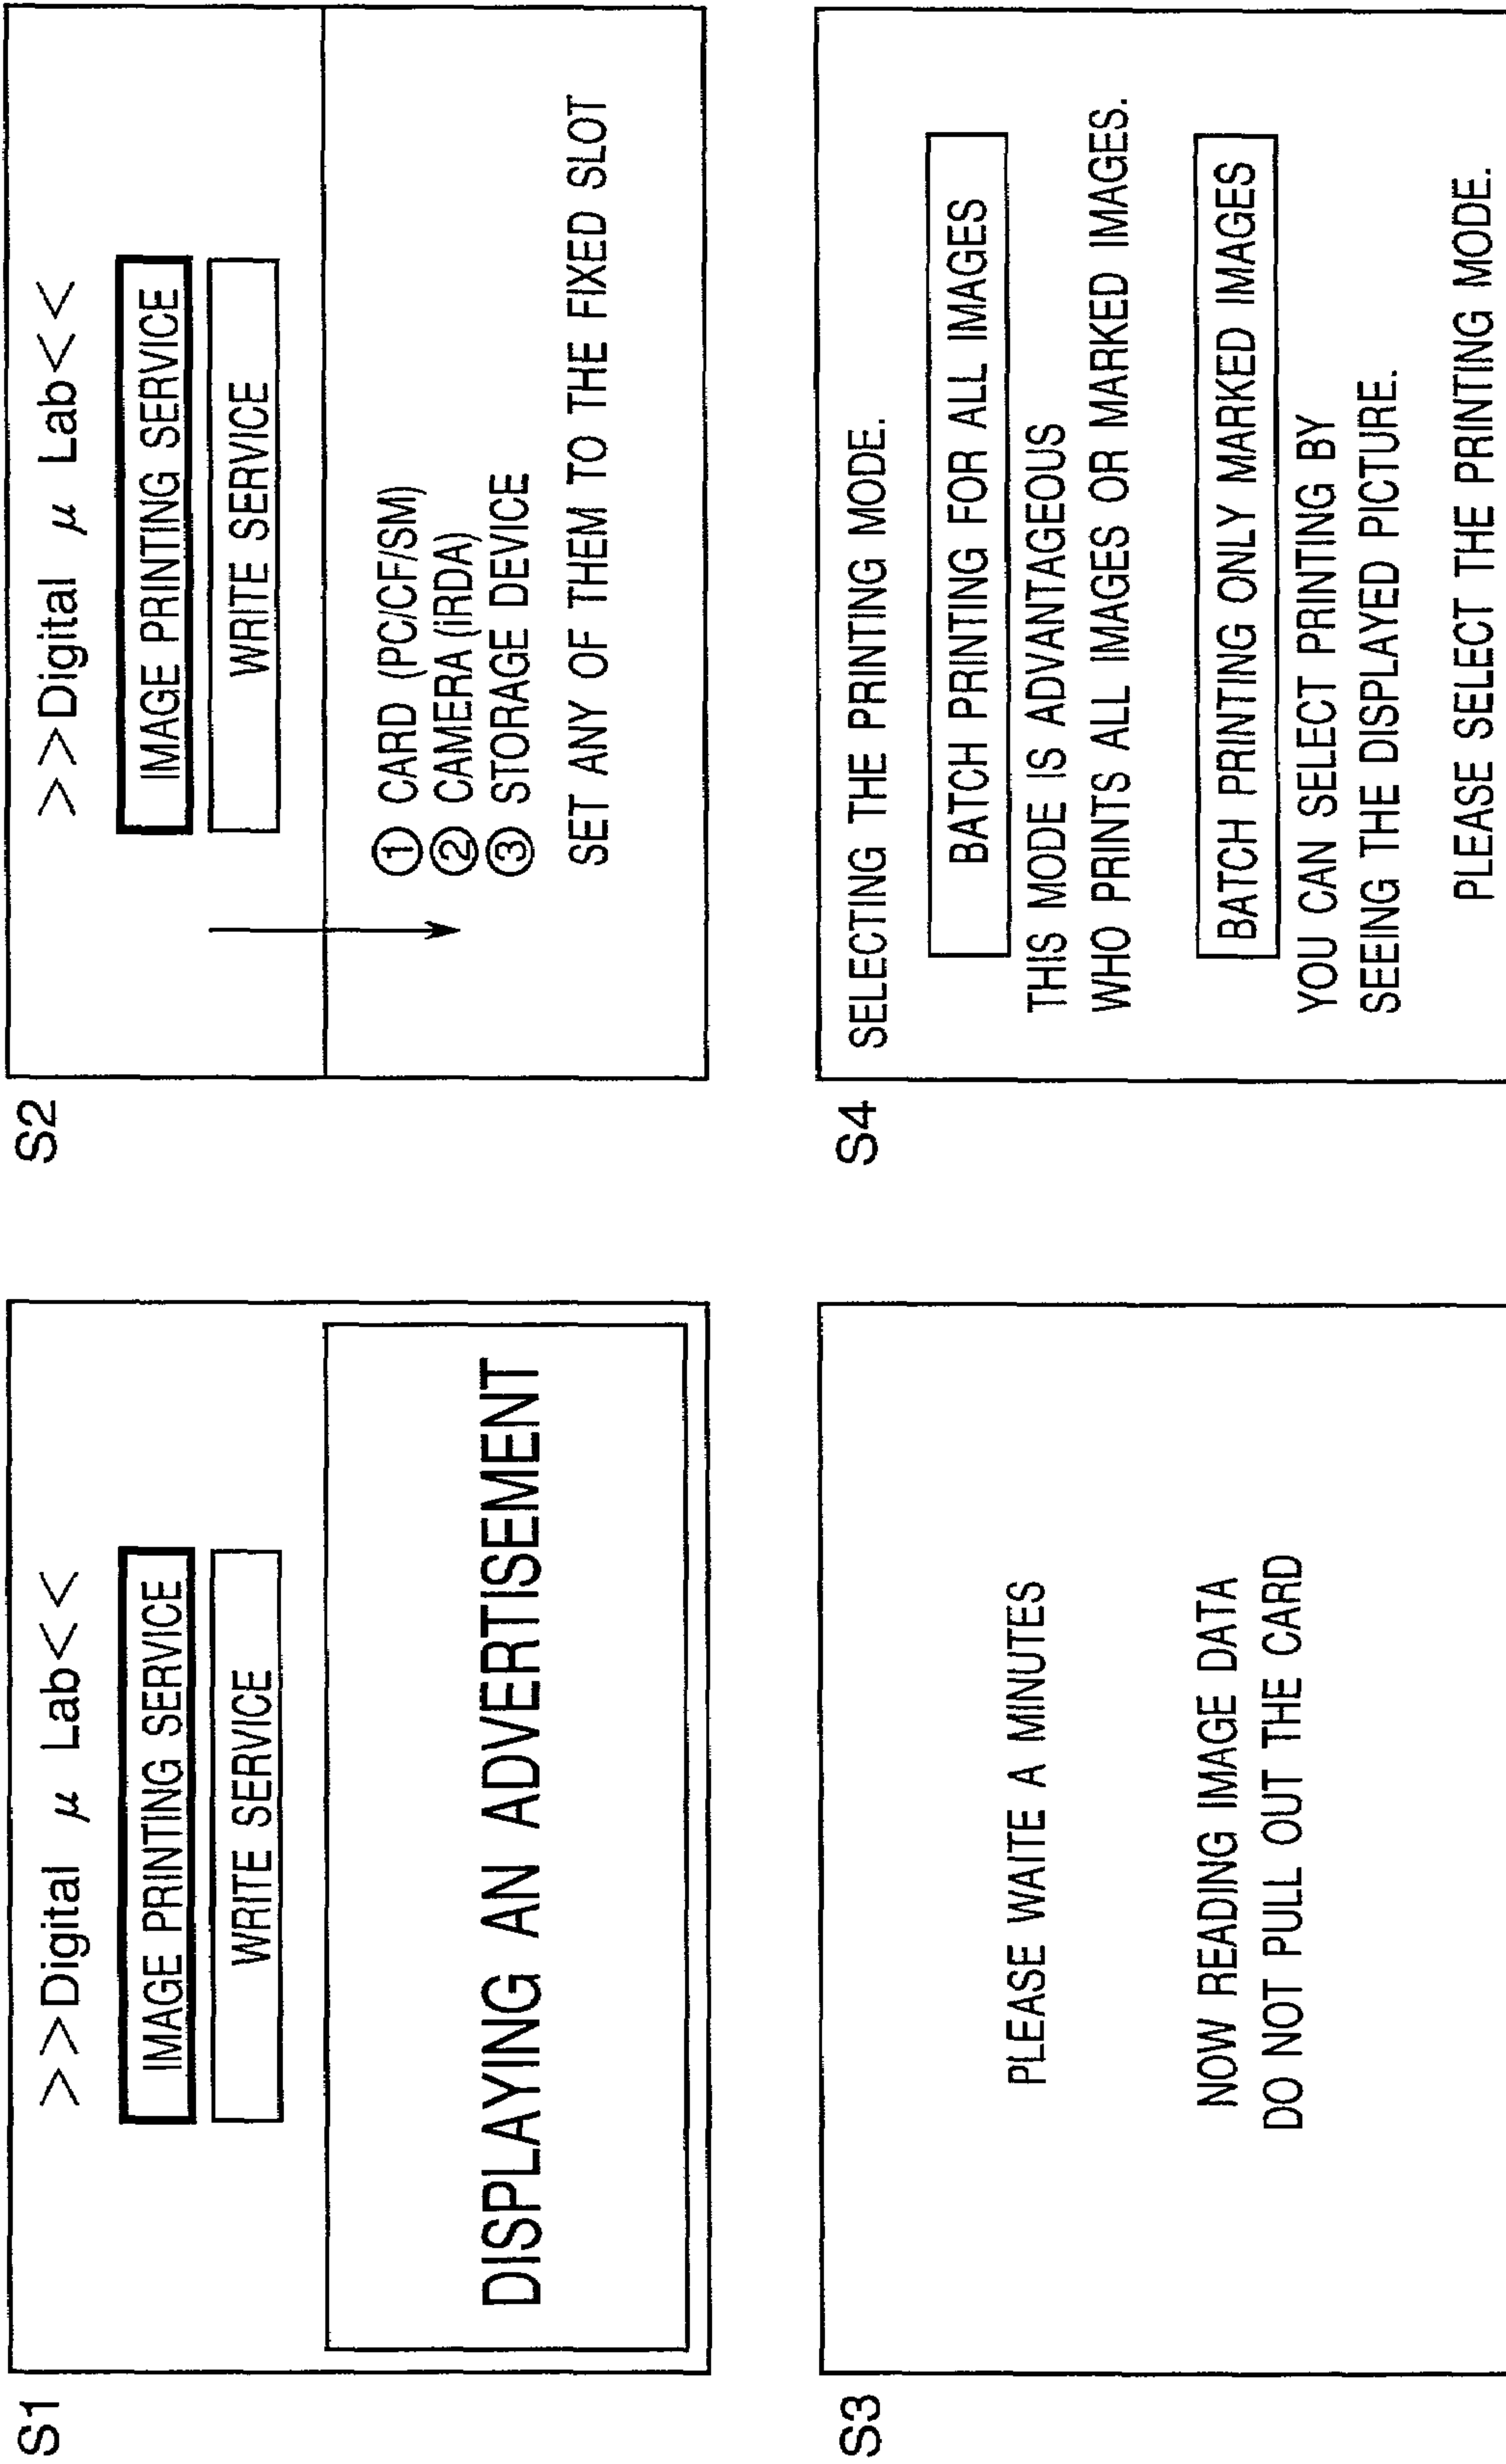 S1
>>Digital μ Lab<<
IMAGE PRINTING SERVICE
WRITE SERVICE
DISPLAYING AN ADVERTISEMENT
S2
>>Digital μ Lab<<
IMAGE PRINTING SERVICE
WRITE SERVICE
① CARD (PC/CF/SM)
② CAMERA (iRDA)
③ STORAGE DEVICE
SET ANY OF THEM TO THE FIXED SLOT
S3
PLEASE WAITE A MINUTES
NOW READING IMAGE DATA
DO NOT PULL OUT THE CARD
S4
SELECTING THE PRINTING MODE.
BATCH PRINTING FOR ALL IMAGES
THIS MODE IS ADVANTAGEOUS
WHO PRINTS ALL IMAGES OR MARKED IMAGES.
BATCH PRINTING ONLY MARKED IMAGES
YOU CAN SELECT PRINTING BY
SEEING THE DISPLAYED PICTURE.
PLEASE SELECT THE PRINTING MODE.